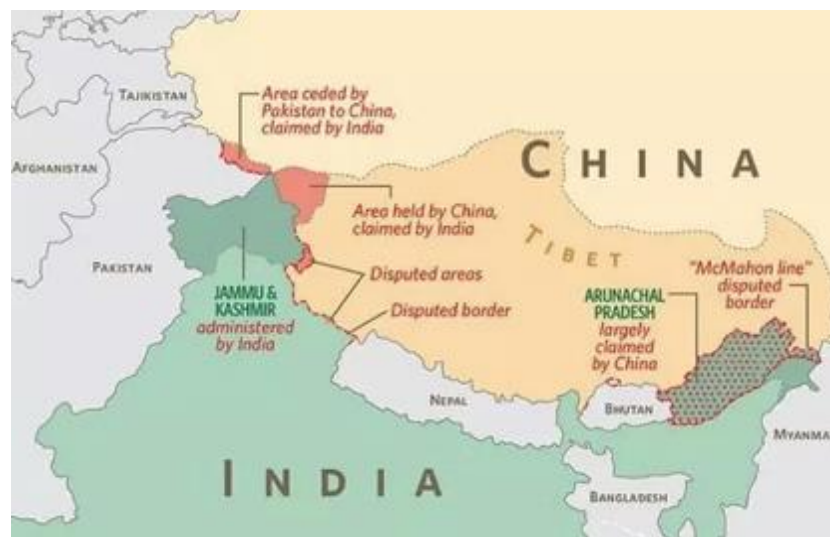 TAJIKISTAN
Area ceded by
Pakistan to China,
claimed by India
AFGHANISTAN
CHINA
Area held by China,
claimed by India
TIBET
PAKISTAN
Disputed areas
"McMahon line"
disputed
border
JAMMU &
KASHMIR
administered
by India
Disputed border
ARUNACHAL
PRADESH
largely
claimed
by China
NEPAL
BHUTAN
MYANMA
INDIA
BANGLADESH